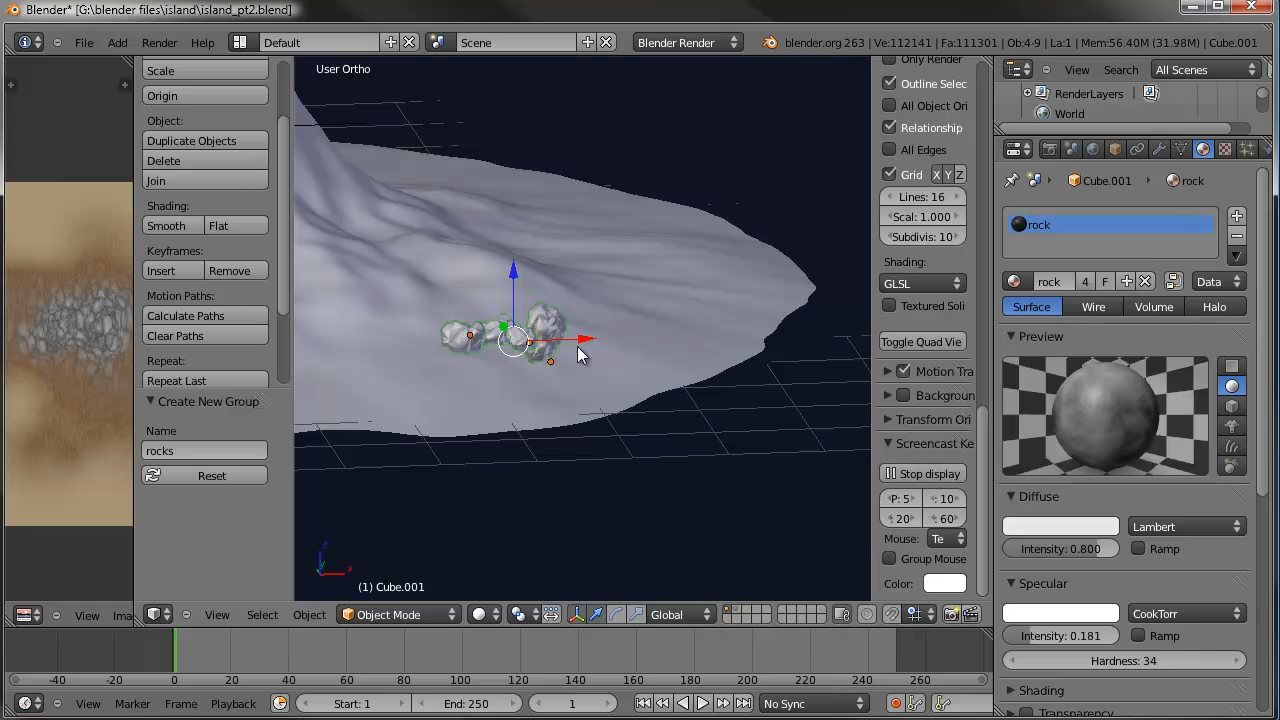 Blender* [G:\blender files\island\island_pt2.blend]
File Add Render Help Default Scene Blender Render blender.org 263 | Ve:112141 | Fa:111301 | Ob:4-9 | La:1 | Mem:56.40M (31.98M) | Cube.001
Scale
Origin
Object:
Duplicate Objects
Delete
Join
Shading:
Smooth Flat
Keyframes:
Insert Remove
Motion Paths:
Calculate Paths
Clear Paths
Repeat:
Repeat Last
Create New Group
Name
rocks
Reset
User Ortho
(1) Cube.001
Only Render
Outline Selec
All Object Ori
Relationship
All Edges
Grid X Y Z
Lines: 16
Scal: 1.000
Subdivis: 10
Shading:
GLSL
Textured Soli
Toggle Quad Vie
Motion Tra
Backgroun
Transform Ori
Screencast Ke
Stop display
P: 5 : 10
: 20 : 60
Mouse: Te
Group Mouse
Color:
View Search All Scenes
RenderLayers
World
Cube.001 rock
rock
rock 4 F Data
Surface Wire Volume Halo
Preview
Diffuse
Lambert
Intensity: 0.800 Ramp
Specular
CookTorr
Intensity: 0.181 Ramp
Hardness: 34
Shading
Transparency
View Ima
View Select Object Object Mode Global
-40 -20 0 20 40 60 80 100 120 140 160 180 200 220 240 260
View Marker Frame Playback Start: 1 End: 250 1 No Sync
z
y
x